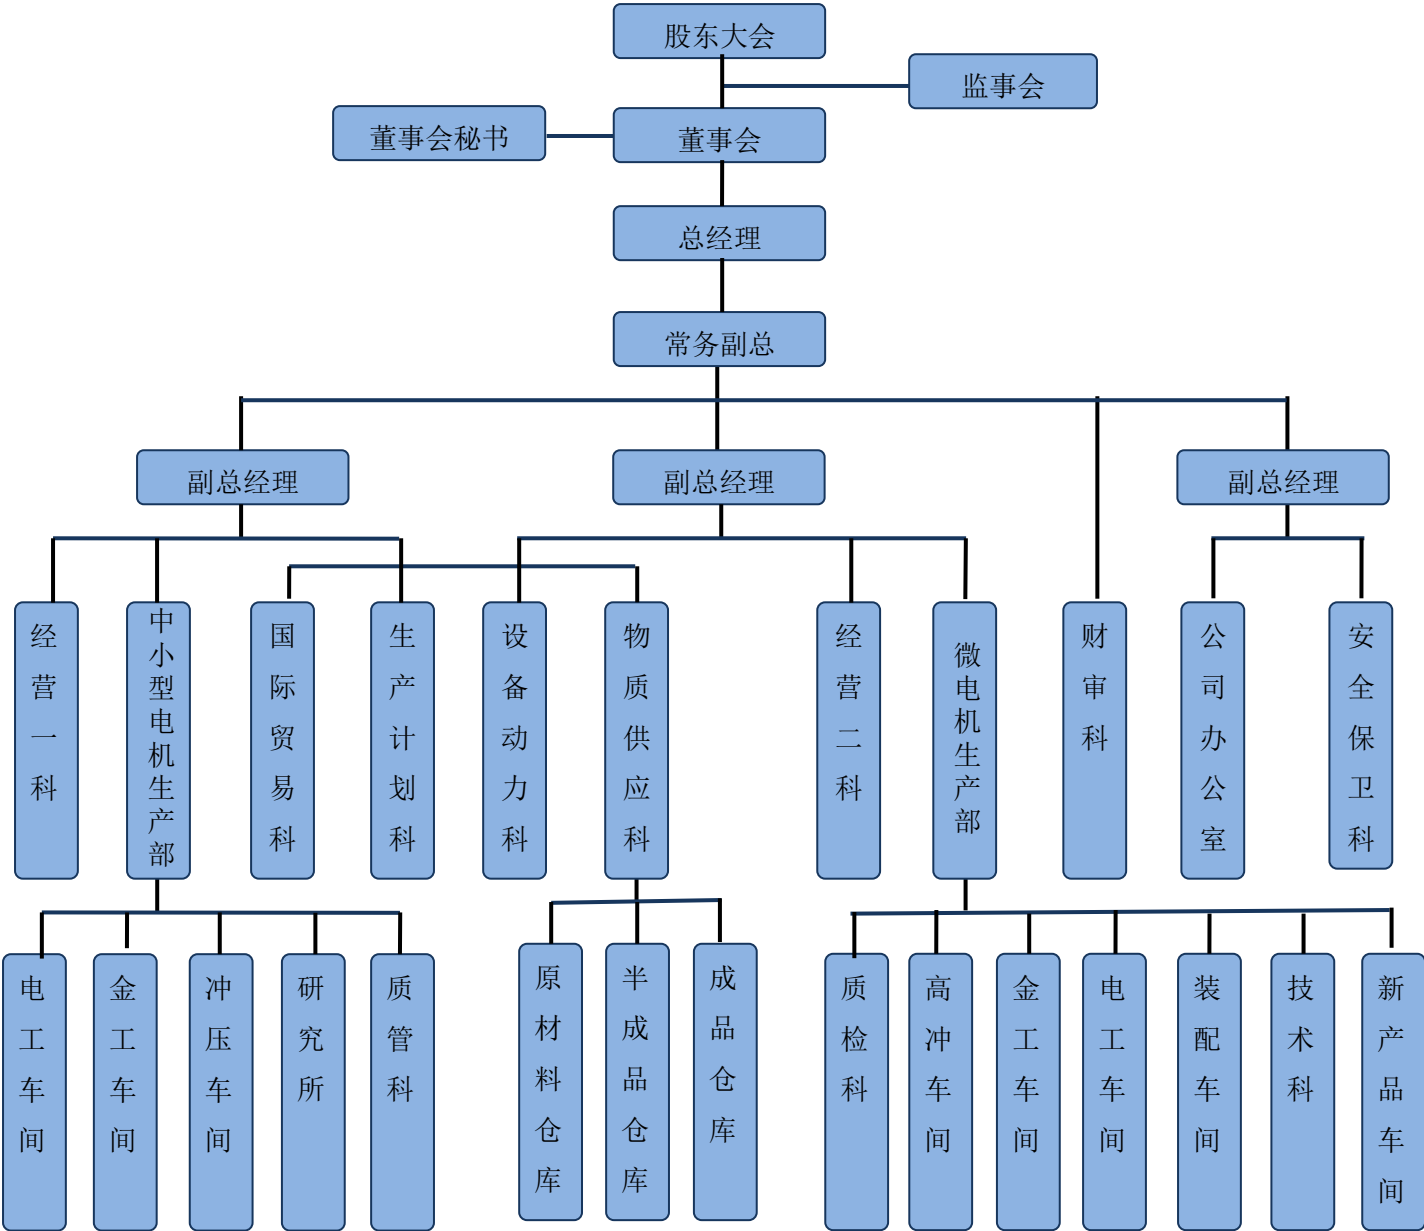 股东大会
监事会
董事会秘书
董事会
总经理
常务副总
副总经理
副总经理
副总经理
经营一科
中小型电机生产部
国际贸易科
生产计划科
设备动力科
物质供应科
经营二科
微电机生产部
财审科
公司办公室
安全保卫科
电工车间
金工车间
冲压车间
研究所
质管科
原材料仓库
半成品仓库
成品仓库
质检科
高冲车间
金工车间
电工车间
装配车间
技术科
新产品车间